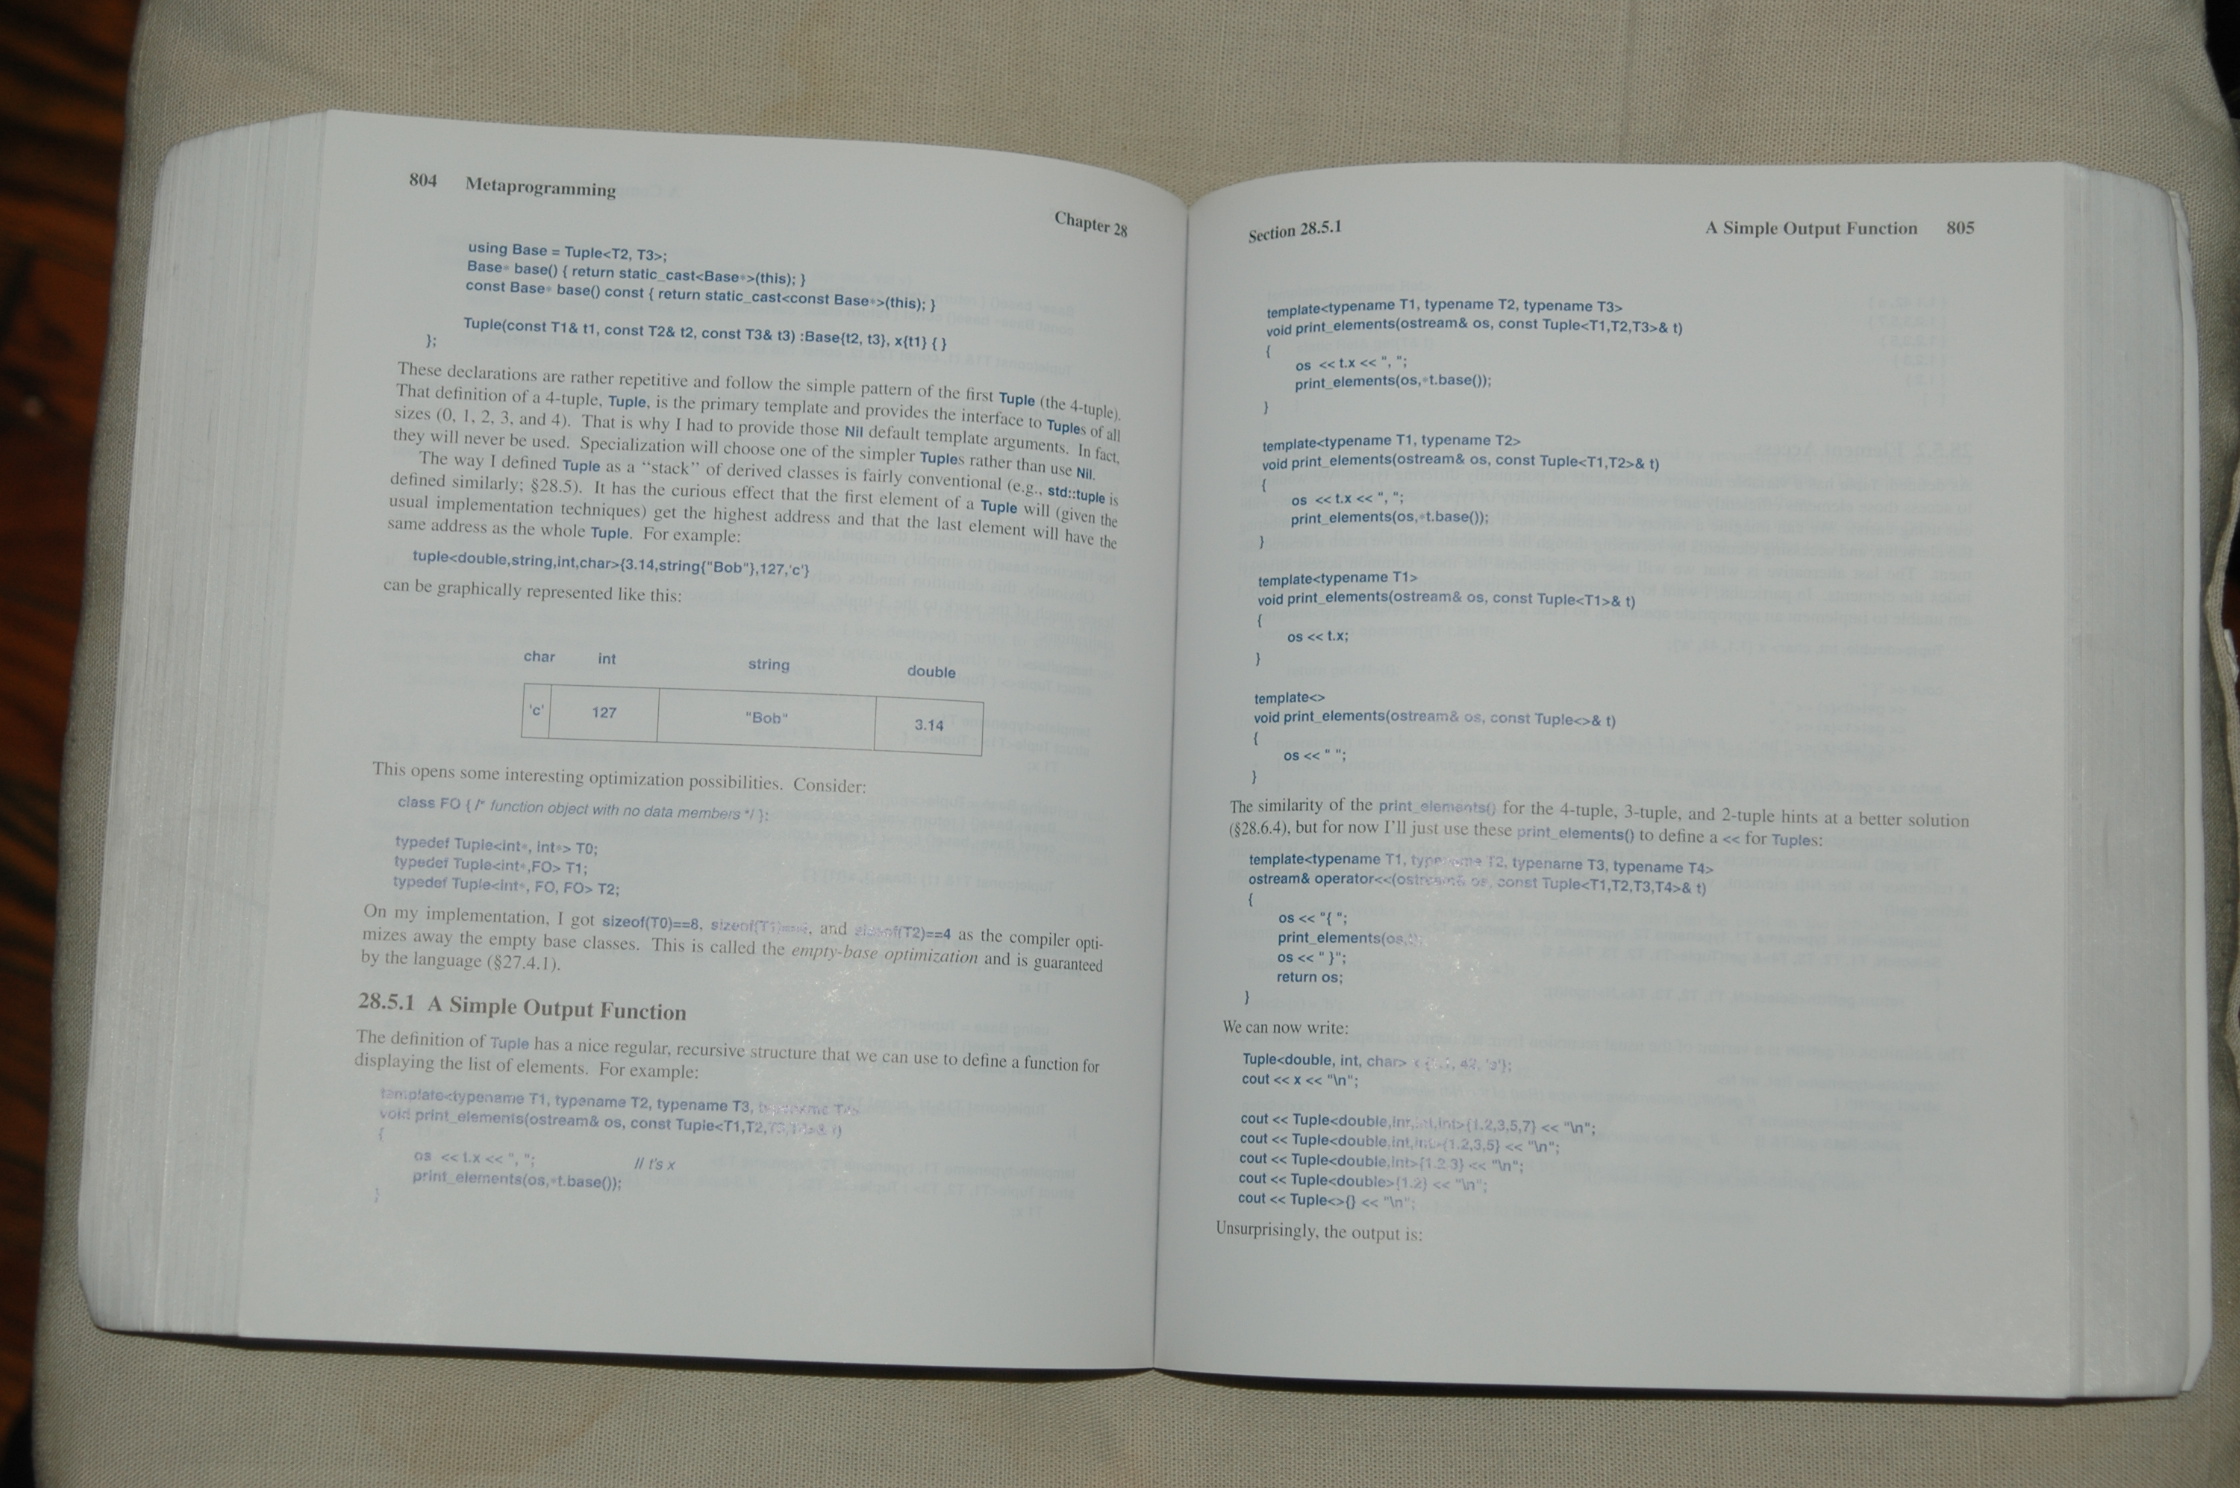 804 Metaprogramming
Chapter 28
using Base = Tuple<T2, T3>;
Base* base() { return static_cast<Base*>(this); }
const Base* base() const { return static_cast<const Base*>(this); }
Tuple(const T1& t1, const T2& t2, const T3& t3) :Base{t2, t3}, x{t1} { }
};
These declarations are rather repetitive and follow the simple pattern of the first Tuple (the 4-tuple).
That definition of a 4-tuple, Tuple, is the primary template and provides the interface to Tuples of all
sizes (0, 1, 2, 3, and 4). That is why I had to provide those Nil default template arguments. In fact,
they will never be used. Specialization will choose one of the simpler Tuples rather than use Nil.
The way I defined Tuple as a ‘‘stack’’ of derived classes is fairly conventional (e.g., std::tuple is
defined similarly; §28.5). It has the curious effect that the first element of a Tuple will (given the
usual implementation techniques) get the highest address and that the last element will have the
same address as the whole Tuple. For example:
tuple<double,string,int,char>{3.14,string{"Bob"},127,'c'}
can be graphically represented like this:
char int string double
'c' 127 "Bob" 3.14
This opens some interesting optimization possibilities. Consider:
class FO { /* function object with no data members */ };
typedef Tuple<int*, int*> T0;
typedef Tuple<int*,FO> T1;
typedef Tuple<int*, FO, FO> T2;
On my implementation, I got sizeof(T0)==8, and sizeof(T2)==4 as the compiler opti-
mizes away the empty base classes. This is called the empty-base optimization and is guaranteed
by the language (§27.4.1).
28.5.1 A Simple Output Function
The definition of Tuple has a nice regular, recursive structure that we can use to define a function for
displaying the list of elements. For example:
template<typename T1, typename T2, typename T3,
void print_elements(ostream& os, const Tuple<T1,T2,T3,T4>& t)
{
os << t.x << ", "; // t's x
print_elements(os,*t.base());
}
Section 28.5.1
A Simple Output Function 805
template<typename T1, typename T2, typename T3>
void print_elements(ostream& os, const Tuple<T1,T2,T3>& t)
{
os << t.x << ", ";
print_elements(os,*t.base());
}
template<typename T1, typename T2>
void print_elements(ostream& os, const Tuple<T1,T2>& t)
{
os << t.x << ", ";
print_elements(os,*t.base());
}
template<typename T1>
void print_elements(ostream& os, const Tuple<T1>& t)
{
os << t.x;
}
template<>
void print_elements(ostream& os, const Tuple<>& t)
{
os << " ";
}
The similarity of the print_elements() for the 4-tuple, 3-tuple, and 2-tuple hints at a better solution
(§28.6.4), but for now I’ll just use these print_elements() to define a << for Tuples:
template<typename T1, typename T2, typename T3, typename T4>
ostream& operator<<(ostream& os, const Tuple<T1,T2,T3,T4>& t)
{
os << "{ ";
print_elements(os,
os << " }";
return os;
}
We can now write:
Tuple<double, int, char> 42,
cout << x << "\n";
cout << Tuple<double,int,int,int>{1.2,3,5,7} << "\n";
cout << Tuple<double,int,int>{1.2,3,5} << "\n";
cout << Tuple<double,int>{1.2,3} << "\n";
cout << Tuple<double>{1.2} << "\n";
cout << Tuple<>{} << "\n";
Unsurprisingly, the output is: